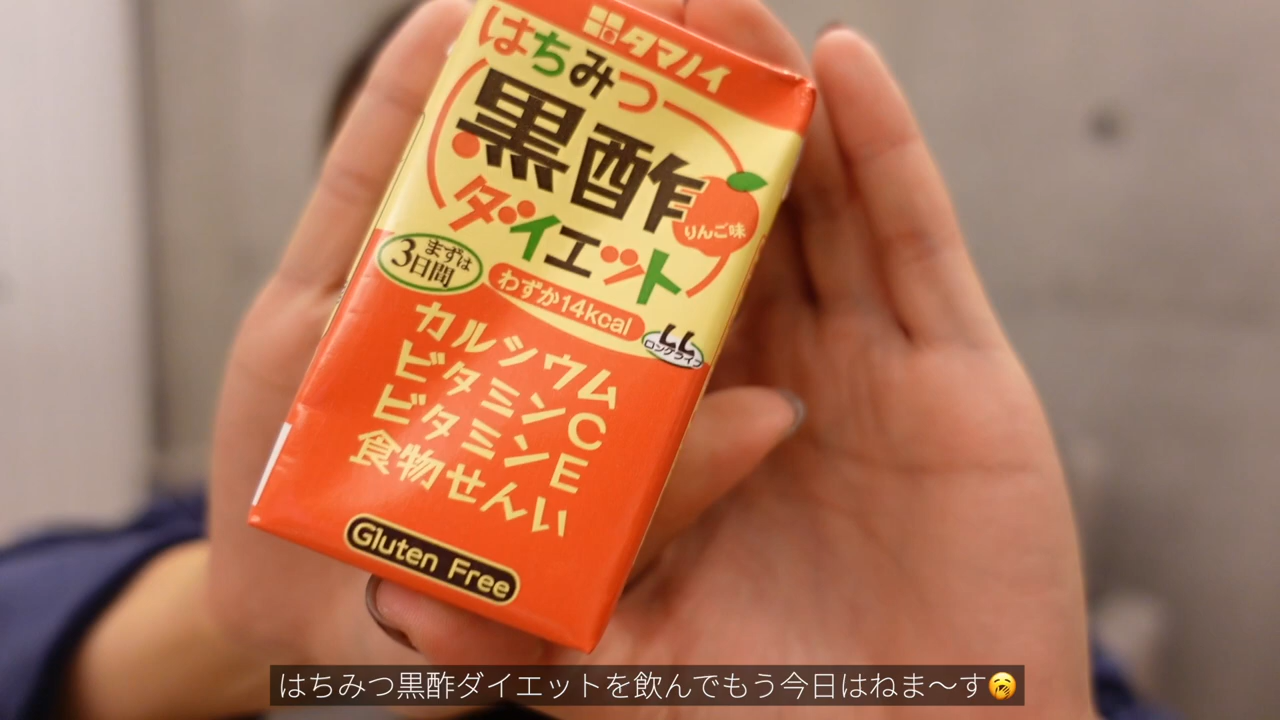 タマノイ
はちみつ
黒酢
ダイエット
りんご味
まずは
3日間
わずか14kcal
LL
ロングライフ
カルシウム
ビタミンC
ビタミンE
食物せんい
Gluten Free
はちみつ黒酢ダイエットを飲んでもう今日はねま〜す🥱